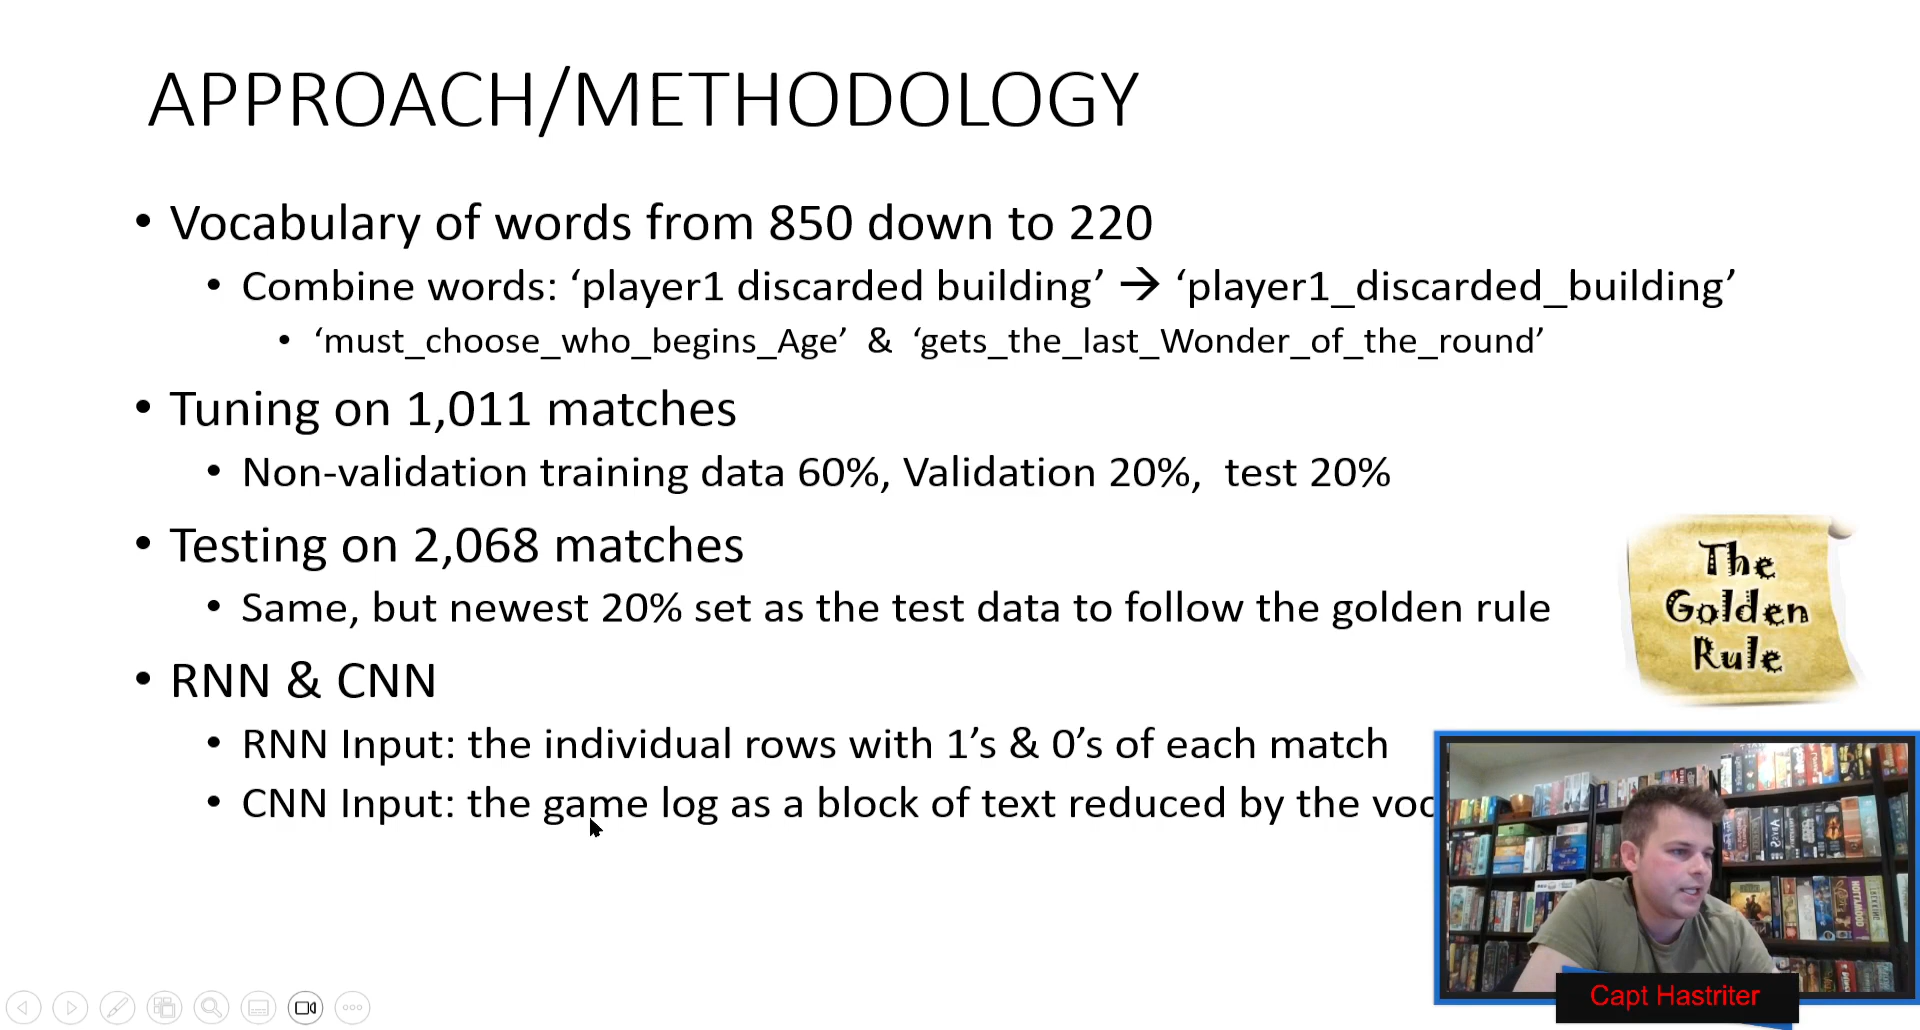 APPROACH/METHODOLOGY
• Vocabulary of words from 850 down to 220
• Combine words: ‘player1 discarded building’ → ‘player1_discarded_building’
• ‘must_choose_who_begins_Age’ & ‘gets_the_last_Wonder_of_the_round’
• Tuning on 1,011 matches
• Non-validation training data 60%, Validation 20%, test 20%
• Testing on 2,068 matches
• Same, but newest 20% set as the test data to follow the golden rule
The
Golden
Rule
• RNN & CNN
• RNN Input: the individual rows with 1’s & 0’s of each match
• CNN Input: the game log as a block of text reduced by the voc
Capt Hastriter